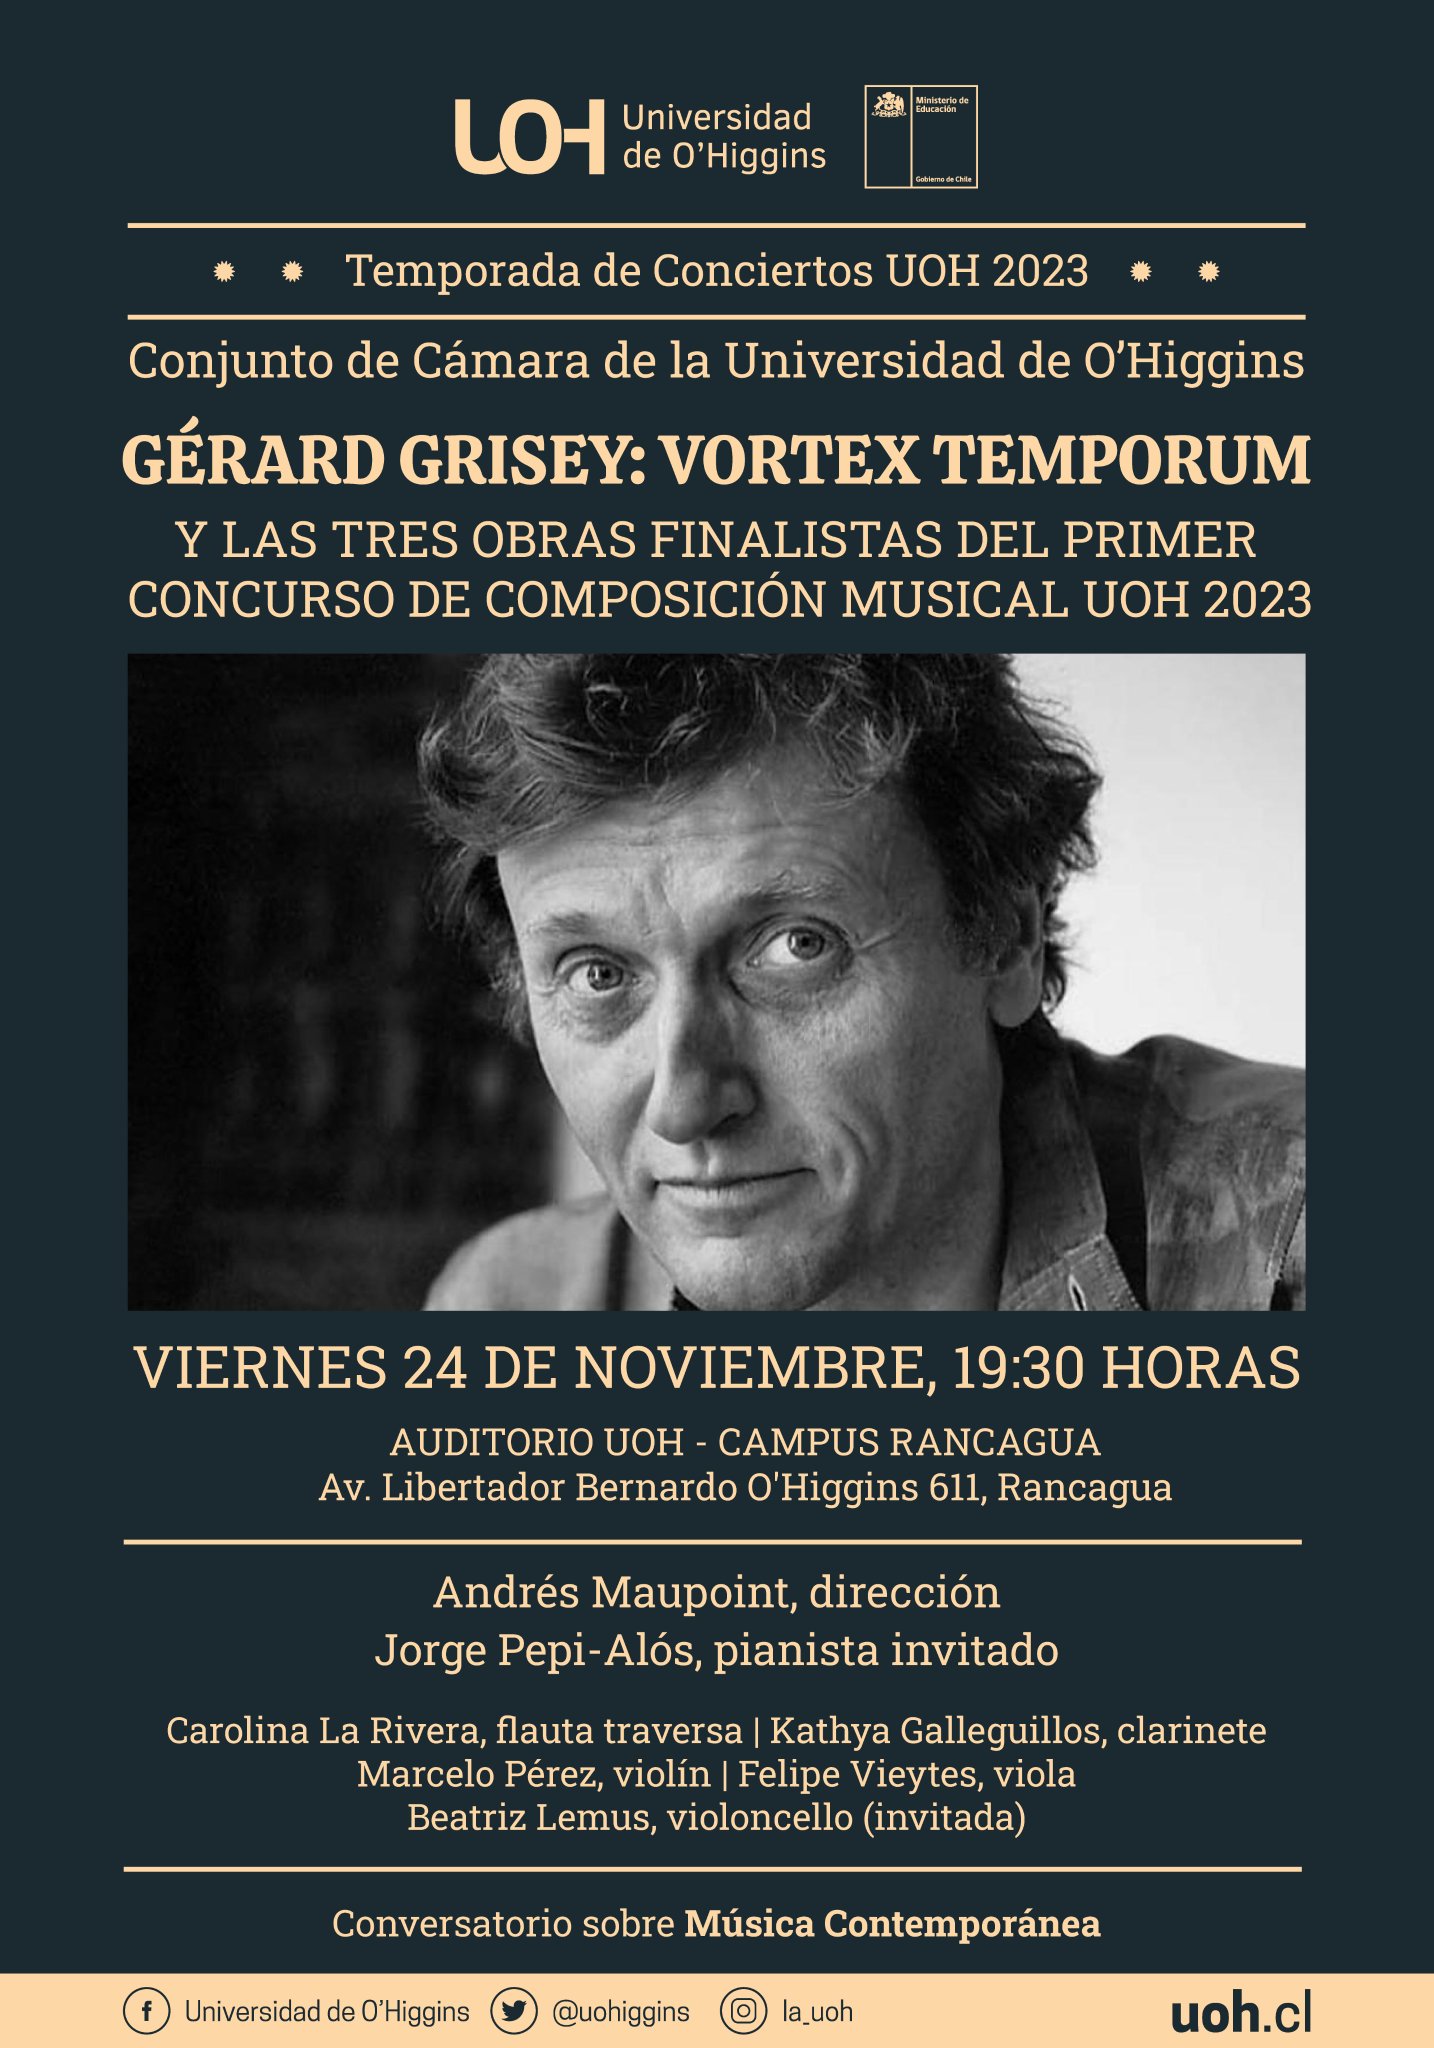 UOH Universidad
de O'Higgins
Ministerio de
Educación
Gobierno de Chile
Temporada de Conciertos UOH 2023
Conjunto de Cámara de la Universidad de O'Higgins
GÉRARD GRISEY: VORTEX TEMPORUM
Y LAS TRES OBRAS FINALISTAS DEL PRIMER
CONCURSO DE COMPOSICIÓN MUSICAL UOH 2023
VIERNES 24 DE NOVIEMBRE, 19:30 HORAS
AUDITORIO UOH - CAMPUS RANCAGUA
Av. Libertador Bernardo O'Higgins 611, Rancagua
Andrés Maupoint, dirección
Jorge Pepi-Alós, pianista invitado
Carolina La Rivera, flauta traversa | Kathya Galleguillos, clarinete
Marcelo Pérez, violín | Felipe Vieytes, viola
Beatriz Lemus, violoncello (invitada)
Conversatorio sobre Música Contemporánea
Universidad de O'Higgins @uohiggins la_uoh uoh.cl